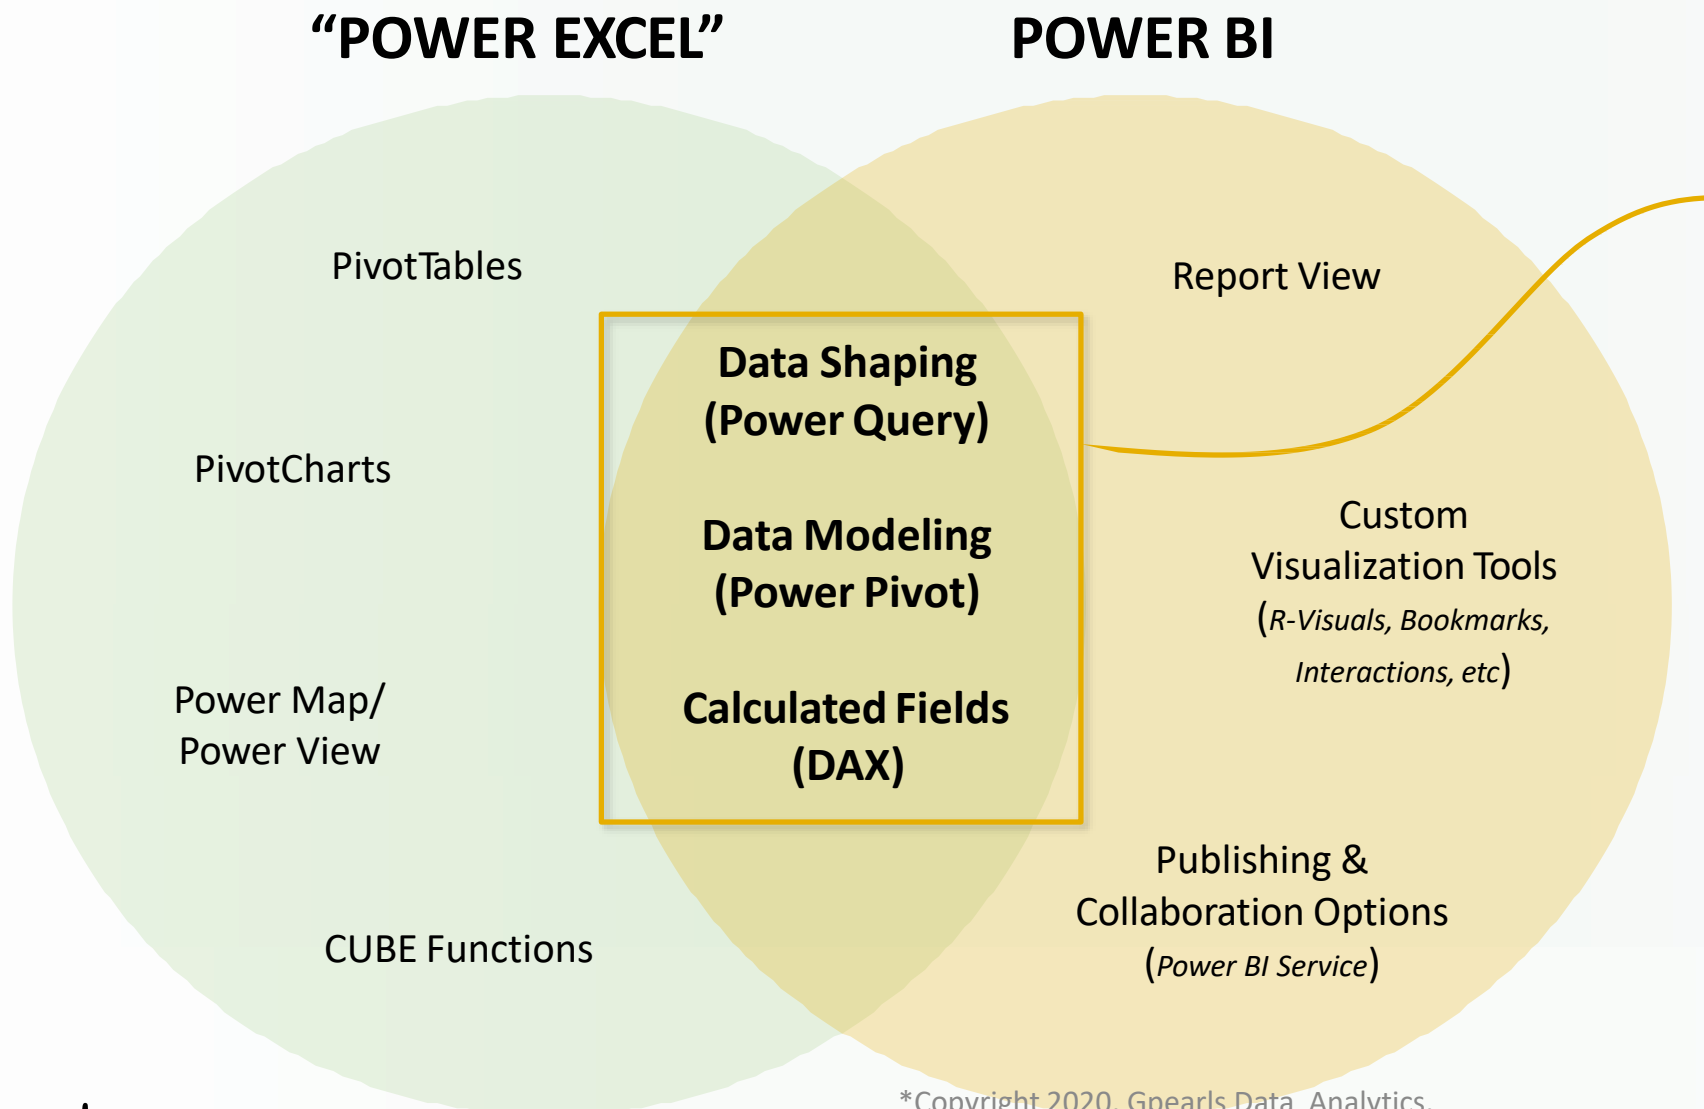 “POWER EXCEL”
POWER BI
PivotTables
PivotCharts
Power Map/
Power View
CUBE Functions
Data Shaping
(Power Query)
Data Modeling
(Power Pivot)
Calculated Fields
(DAX)
Report View
Custom
Visualization Tools
(R-Visuals, Bookmarks,
Interactions, etc)
Publishing &
Collaboration Options
(Power BI Service)
*Copyright 2020, Gpearls Data Analytics.